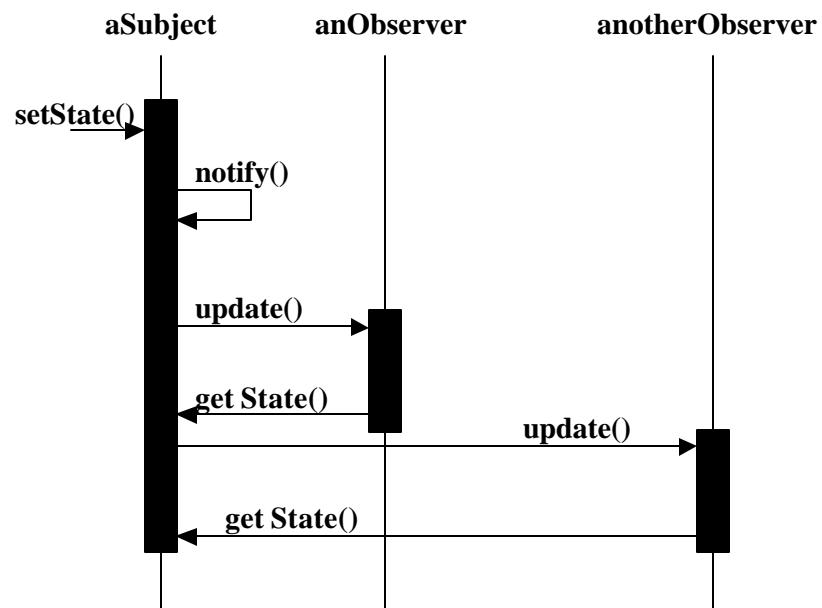 aSubject anObserver anotherObserver
setState()
notify()
update()
get State()
update()
get State()